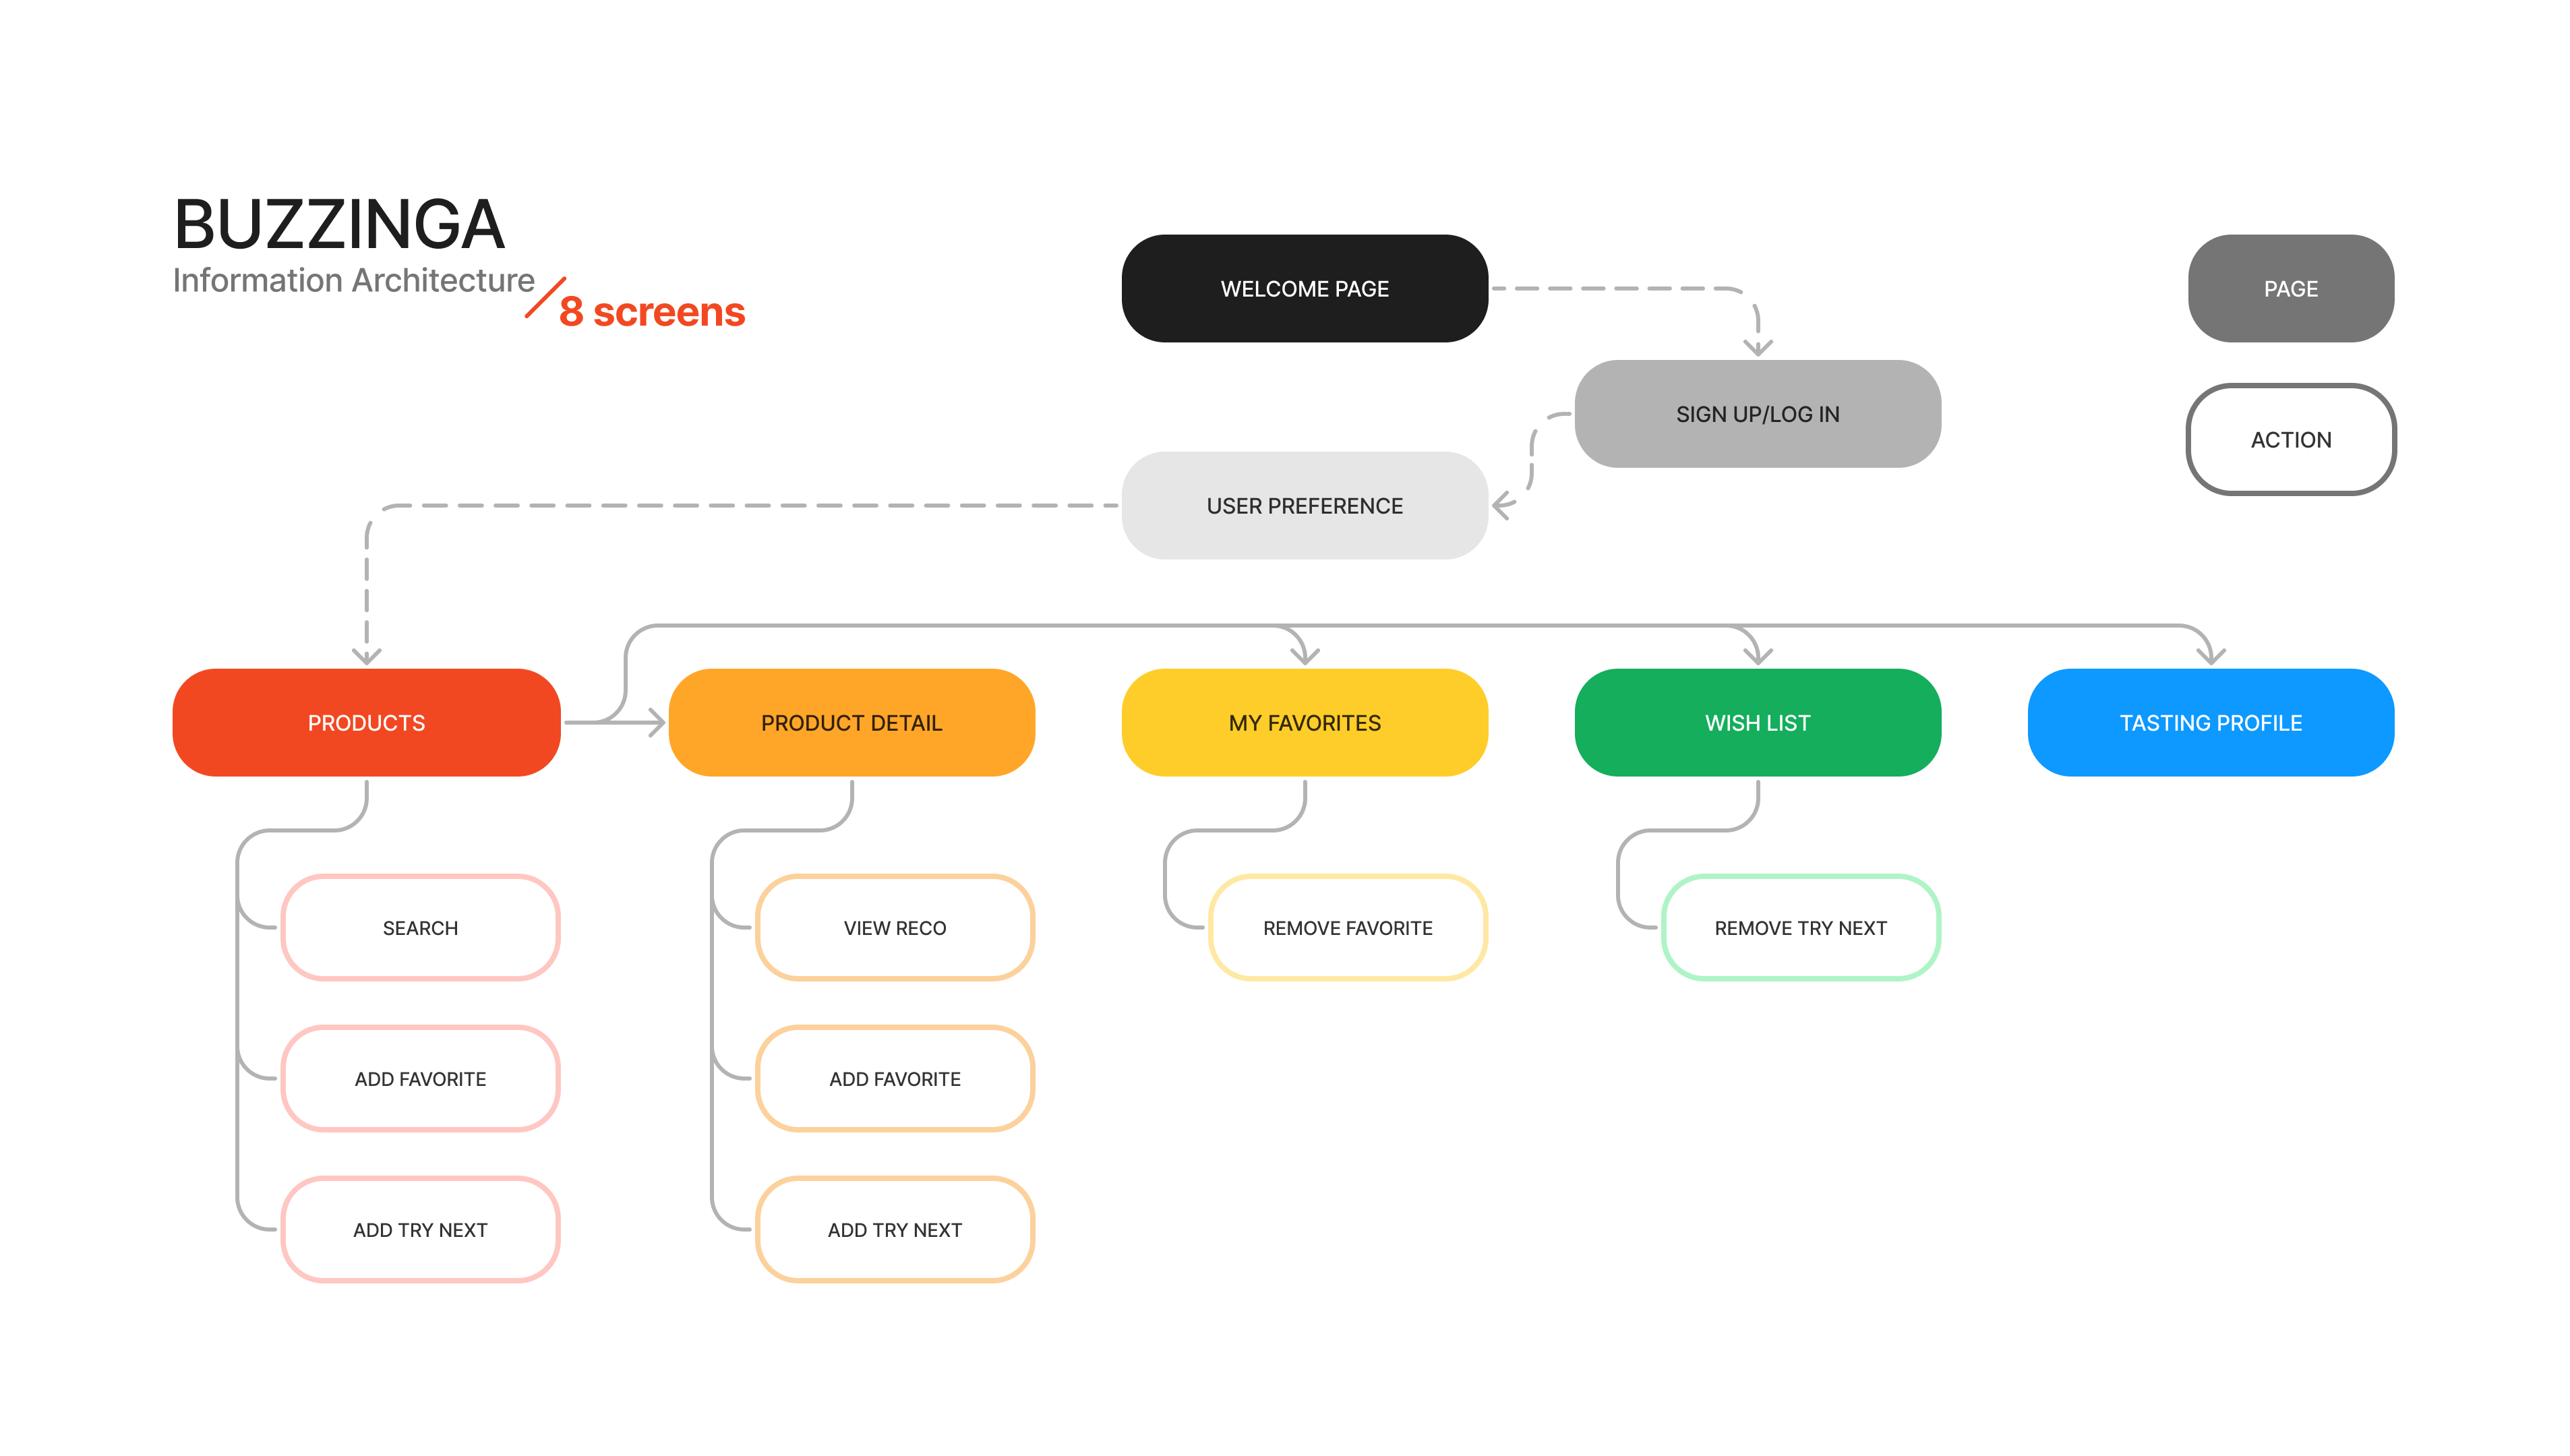 BUZZINGA
Information Architecture
8 screens
WELCOME PAGE
PAGE
SIGN UP/LOG IN
ACTION
USER PREFERENCE
PRODUCTS
PRODUCT DETAIL
MY FAVORITES
WISH LIST
TASTING PROFILE
SEARCH
VIEW RECO
REMOVE FAVORITE
REMOVE TRY NEXT
ADD FAVORITE
ADD FAVORITE
ADD TRY NEXT
ADD TRY NEXT